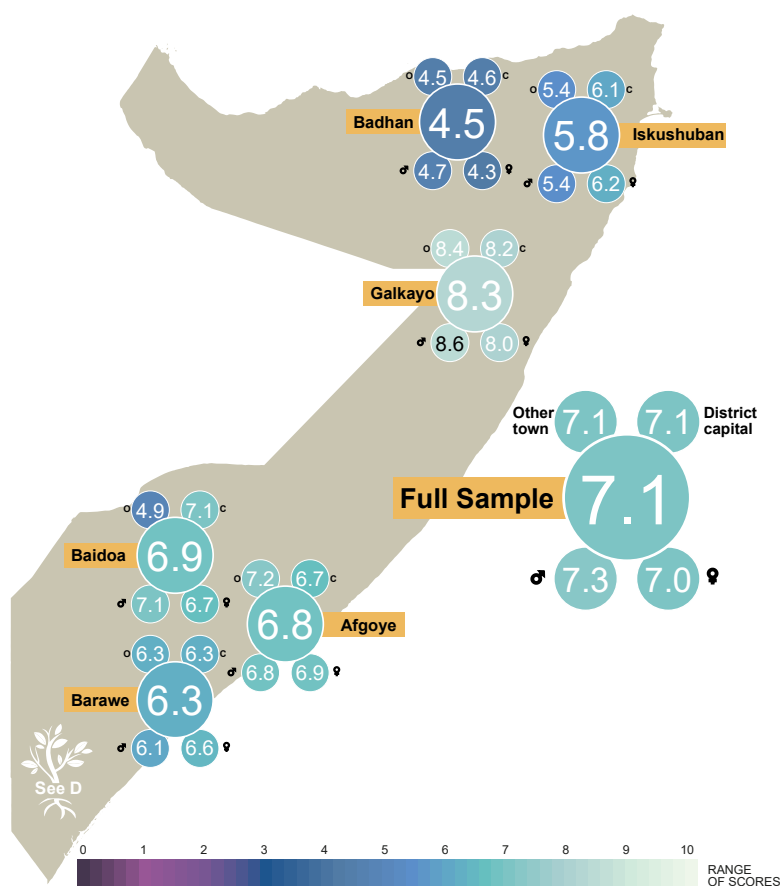 O 4.5 4.6 C
Badhan 4.5
♂ 4.7 4.3 ♀
O 5.4 6.1 C
5.8 Iskushuban
♂ 5.4 6.2 ♀
O 8.4 8.2 C
Galkayo 8.3
♂ 8.6 8.0 ♀
Other
town
7.1 7.1
District
capital
Full Sample 7.1
♂ 7.3 7.0 ♀
O 4.9 7.1 C
Baidoa 6.9
♂ 7.1 6.7 ♀
O 7.2 6.7 C
6.8 Afgoye
♂ 6.8 6.9 ♀
O 6.3 6.3 C
Barawe 6.3
♂ 6.1 6.6 ♀
See D
0 1 2 3 4 5 6 7 8 9 10
RANGE
OF SCORES